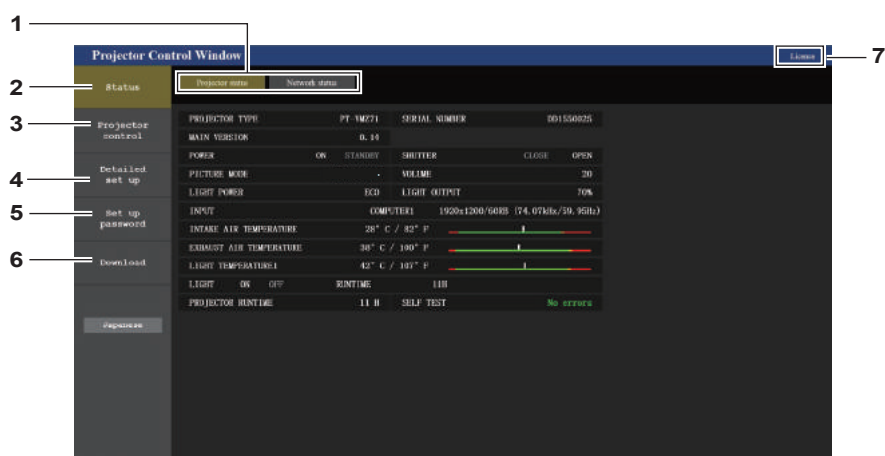 1
Projector Control Window
License
7
Projector status Network status
2 Status
3 Projector control
4 Detailed set up
5 Set up password
6 Download
Japanese
PROJECTOR TYPE PT-VMZ71 SERIAL NUMBER DD1550025
MAIN VERSION 0.14
POWER ON STANDBY SHUTTER CLOSE OPEN
PICTURE MODE - VOLUME 20
LIGHT POWER ECO LIGHT OUTPUT 70%
INPUT COMPUTER1 1920x1200/60RB (74.07kHz/59.95Hz)
INTAKE AIR TEMPERATURE 28° C / 82° F
EXHAUST AIR TEMPERATURE 38° C / 100° F
LIGHT TEMPERATURE1 42° C / 107° F
LIGHT ON OFF RUNTIME 11H
PROJECTOR RUNTIME 11 H SELF TEST No errors